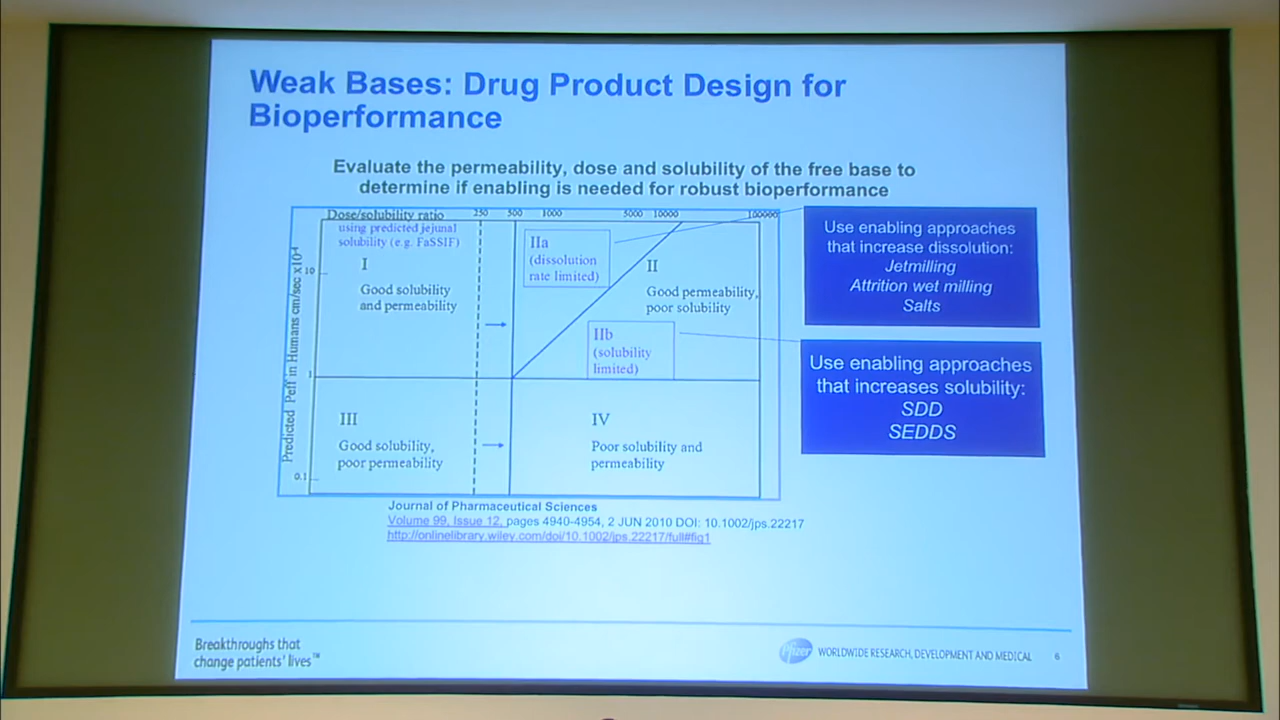 Weak Bases: Drug Product Design for
Bioperformance
Evaluate the permeability, dose and solubility of the free base to
determine if enabling is needed for robust bioperformance
Dose/solubility ratio
250 500 1000 5000 10000 100000
using predicted jejunal
solubility (e.g. FaSSIF)
Predicted Peff in Humans cm/sec x10⁻⁴
10
1
0.1
I
Good solubility
and permeability
IIa
(dissolution
rate limited)
II
Good permeability,
poor solubility
IIb
(solubility
limited)
III
Good solubility,
poor permeability
IV
Poor solubility and
permeability
Use enabling approaches
that increase dissolution:
Jetmilling
Attrition wet milling
Salts
Use enabling approaches
that increases solubility:
SDD
SEDDS
Journal of Pharmaceutical Sciences
Volume 99, Issue 12, pages 4940-4954, 2 JUN 2010 DOI: 10.1002/jps.22217
http://onlinelibrary.wiley.com/doi/10.1002/jps.22217/full#fig1
Breakthroughs that
change patients' lives™
Pfizer WORLDWIDE RESEARCH, DEVELOPMENT AND MEDICAL 6